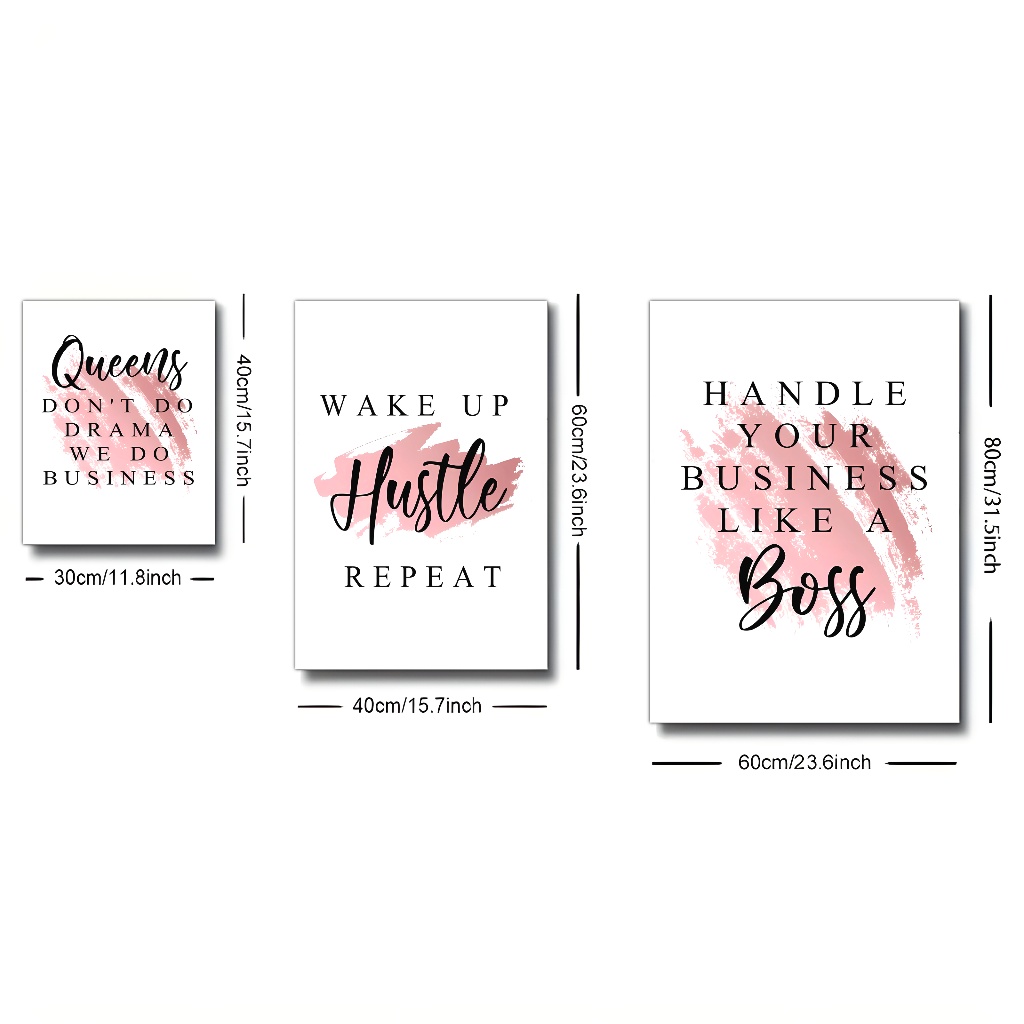 Queens
DON'T DO
DRAMA
WE DO
BUSINESS
40cm/15.7inch
30cm/11.8inch
WAKE UP
Hustle
REPEAT
60cm/23.6inch
40cm/15.7inch
HANDLE
YOUR
BUSINESS
LIKE A
Boss
80cm/31.5inch
60cm/23.6inch